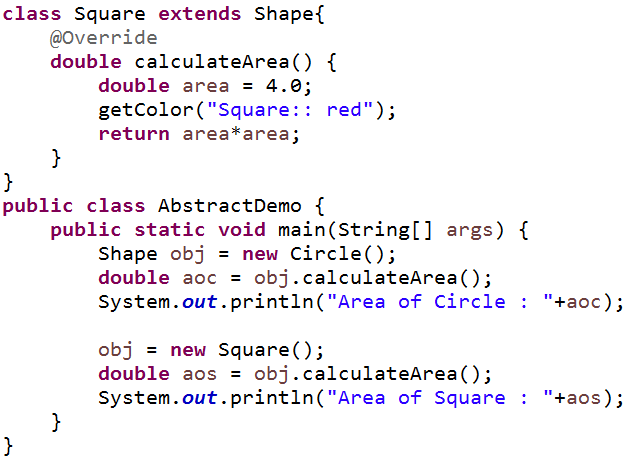 class Square extends Shape{
    @Override
    double calculateArea() {
        double area = 4.0;
        getColor("Square:: red");
        return area*area;
    }
}
public class AbstractDemo {
    public static void main(String[] args) {
        Shape obj = new Circle();
        double aoc = obj.calculateArea();
        System.out.println("Area of Circle : "+aoc);

        obj = new Square();
        double aos = obj.calculateArea();
        System.out.println("Area of Square : "+aos);
    }
}